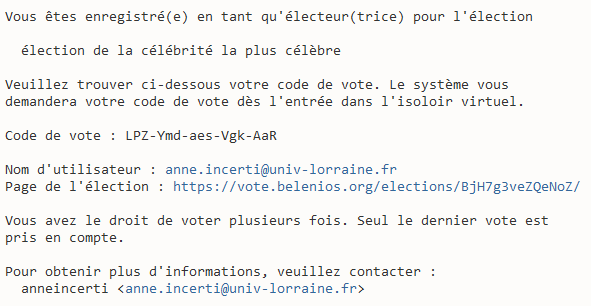 Vous êtes enregistré(e) en tant qu'électeur(trice) pour l'élection
élection de la célébrité la plus célèbre
Veuillez trouver ci-dessous votre code de vote. Le système vous
demandera votre code de vote dès l'entrée dans l'isoloir virtuel.
Code de vote : LPZ-Ymd-aes-Vgk-AaR
Nom d'utilisateur : anne.incerti@univ-lorraine.fr
Page de l'élection : https://vote.belenios.org/elections/BjH7g3veZQeNoZ/
Vous avez le droit de voter plusieurs fois. Seul le dernier vote est
pris en compte.
Pour obtenir plus d'informations, veuillez contacter :
anneincerti <anne.incerti@univ-lorraine.fr>